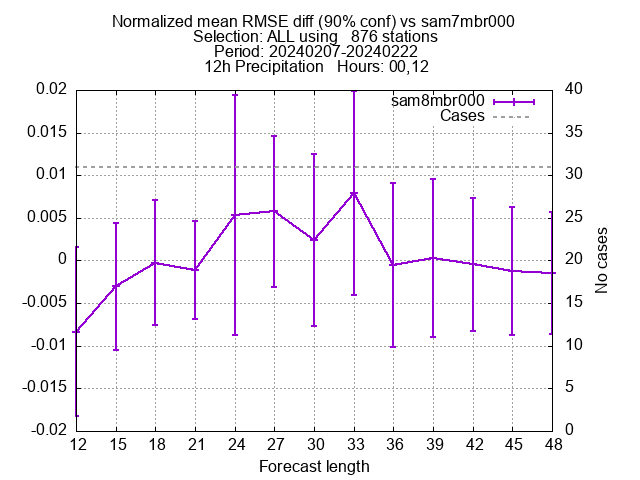 Normalized mean RMSE diff (90% conf) vs sam7mbr000
Selection: ALL using   876 stations
Period: 20240207-20240222
12h Precipitation   Hours: 00,12
sam8mbr000
Cases
0.02
0.015
0.01
0.005
0
-0.005
-0.01
-0.015
-0.02
40
35
30
25
20
15
10
5
0
No cases
12 15 18 21 24 27 30 33 36 39 42 45 48
Forecast length